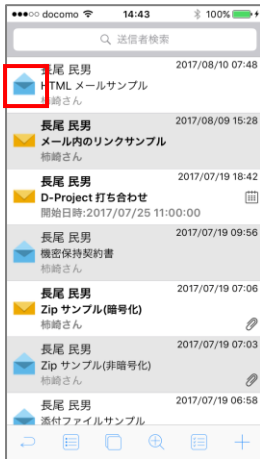 docomo 14:43 100%
送信者検索
長尾 民男 2017/08/10 07:48
HTML メールサンプル
柿崎さん
長尾 民男 2017/08/09 15:28
メール内のリンクサンプル
柿崎さん
長尾 民男 2017/07/19 18:42
D-Project 打ち合わせ
開始日時:2017/07/25 11:00:00
長尾 民男 2017/07/19 09:56
機密保持契約書
柿崎さん
長尾 民男 2017/07/19 07:06
Zip サンプル(暗号化)
柿崎さん
長尾 民男 2017/07/19 07:03
Zip サンプル(非暗号化)
柿崎さん
長尾 民男 2017/07/19 06:58
添付ファイルサンプル